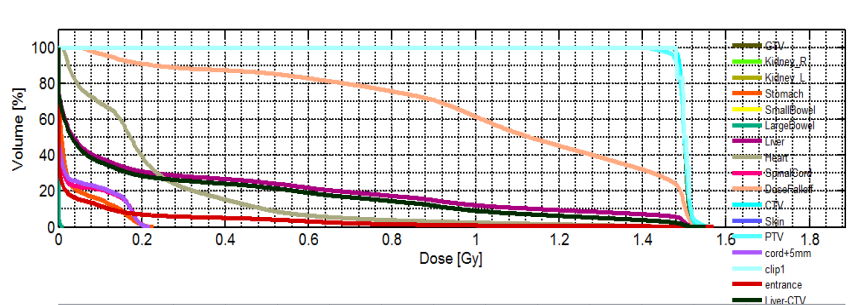 Volume [%]
100
80
60
40
20
0
0 0.2 0.4 0.6 0.8 1 1.2 1.4 1.6 1.8
Dose [Gy]
GTV
Kidney_R
Kidney_L
Stomach
SmallBowel
LargeBowel
Liver
Heart
SpinalCord
DoseFalloff
CTV
Skin
PTV
cord+5mm
clip1
entrance
Liver-CTV